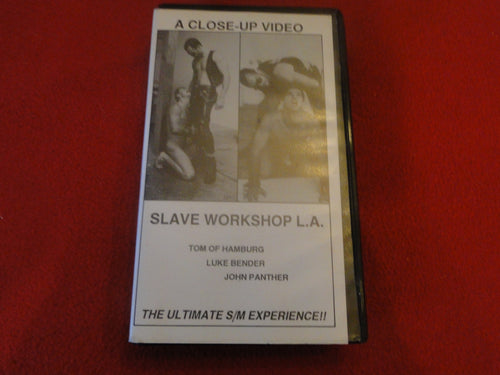 A CLOSE-UP VIDEO
SLAVE WORKSHOP L.A.
TOM OF HAMBURG
LUKE BENDER
JOHN PANTHER
THE ULTIMATE S/M EXPERIENCE!!